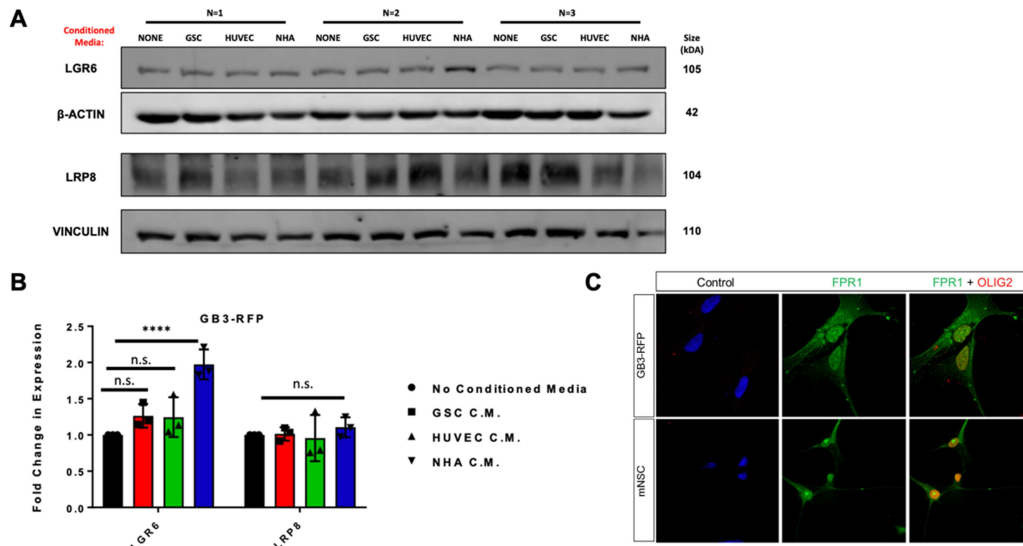 A
N=1 N=2 N=3
Conditioned
Media:
NONE GSC HUVEC NHA NONE GSC HUVEC NHA NONE GSC HUVEC NHA
Size
(kDA)
LGR6 105
β-ACTIN 42
LRP8 104
VINCULIN 110
B
GB3-RFP
Fold Change in Expression
2.5
2.0
1.5
1.0
0.5
0.0
****
n.s.
n.s.
n.s.
LGR6 LRP8
No Conditioned Media
GSC C.M.
HUVEC C.M.
NHA C.M.
C
Control FPR1 FPR1 + OLIG2
GB3-RFP
mNSC